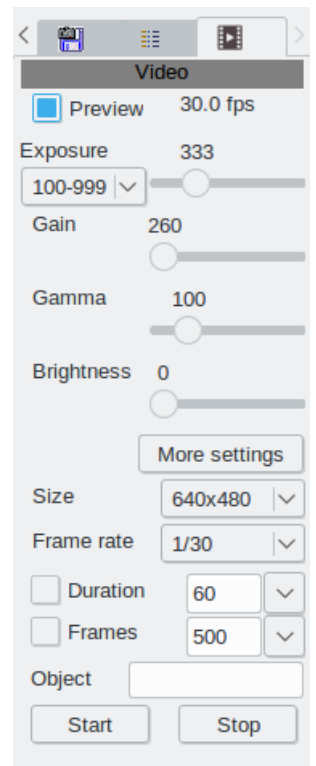 Video
Preview 30.0 fps
Exposure 333
100-999
Gain 260
Gamma 100
Brightness 0
More settings
Size 640x480
Frame rate 1/30
Duration 60
Frames 500
Object
Start Stop